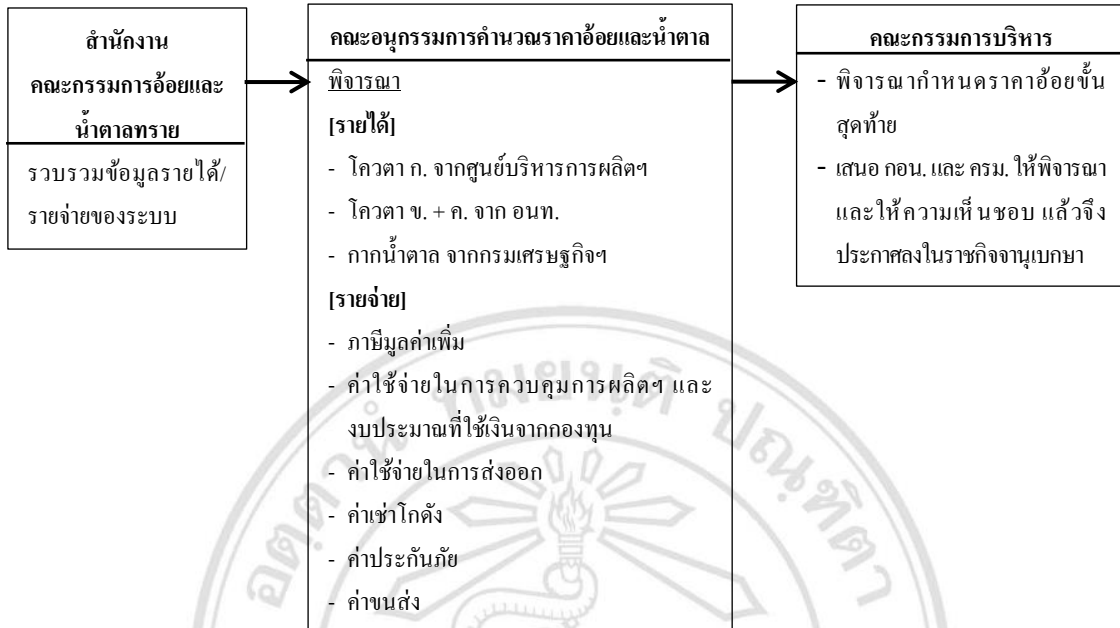 สำนักงาน
คณะกรรมการอ้อยและ
น้ำตาลทราย
รวบรวมข้อมูลรายได้/
รายจ่ายของระบบ
คณะอนุกรรมการคำนวณราคาอ้อยและน้ำตาล
พิจารณา
[รายได้]
- โควตา ก. จากศูนย์บริหารการผลิตฯ
- โควตา ข. + ค. จาก อนท.
- กากน้ำตาล จากกรมเศรษฐกิจฯ
[รายจ่าย]
- ภาษีมูลค่าเพิ่ม
- ค่าใช้จ่ายในการควบคุมการผลิตฯ และ
งบประมาณที่ใช้เงินจากกองทุน
- ค่าใช้จ่ายในการส่งออก
- ค่าเช่าโกดัง
- ค่าประกันภัย
- ค่าขนส่ง
คณะกรรมการบริหาร
- พิจารณากำหนดราคาอ้อยขั้น
สุดท้าย
- เสนอ กอน. และ ครม. ให้พิจารณา
และให้ความเห็นชอบ แล้วจึง
ประกาศลงในราชกิจจานุเบกษา
อตฺตานํ ทมยนฺติ ปณฺฑิตา